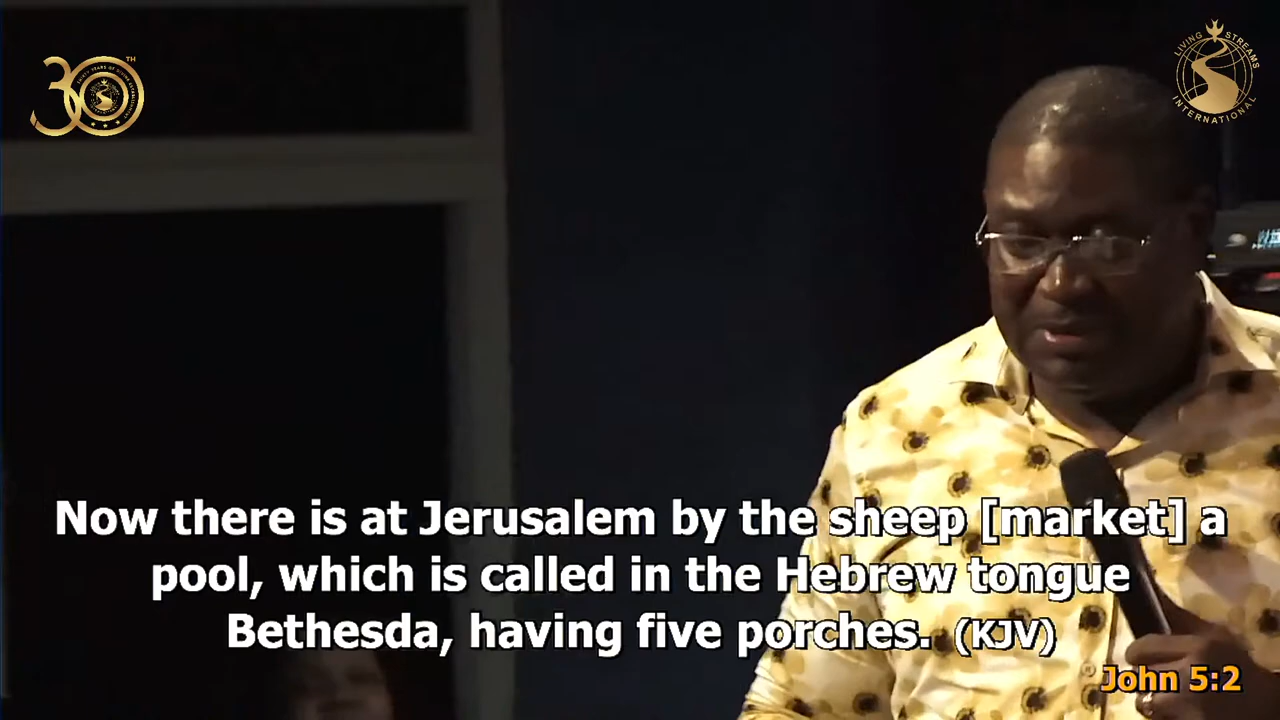 30TH
LIVING STREAMS
INTERNATIONAL
Now there is at Jerusalem by the sheep [market] a
pool, which is called in the Hebrew tongue
Bethesda, having five porches. (KJV)
John 5:2